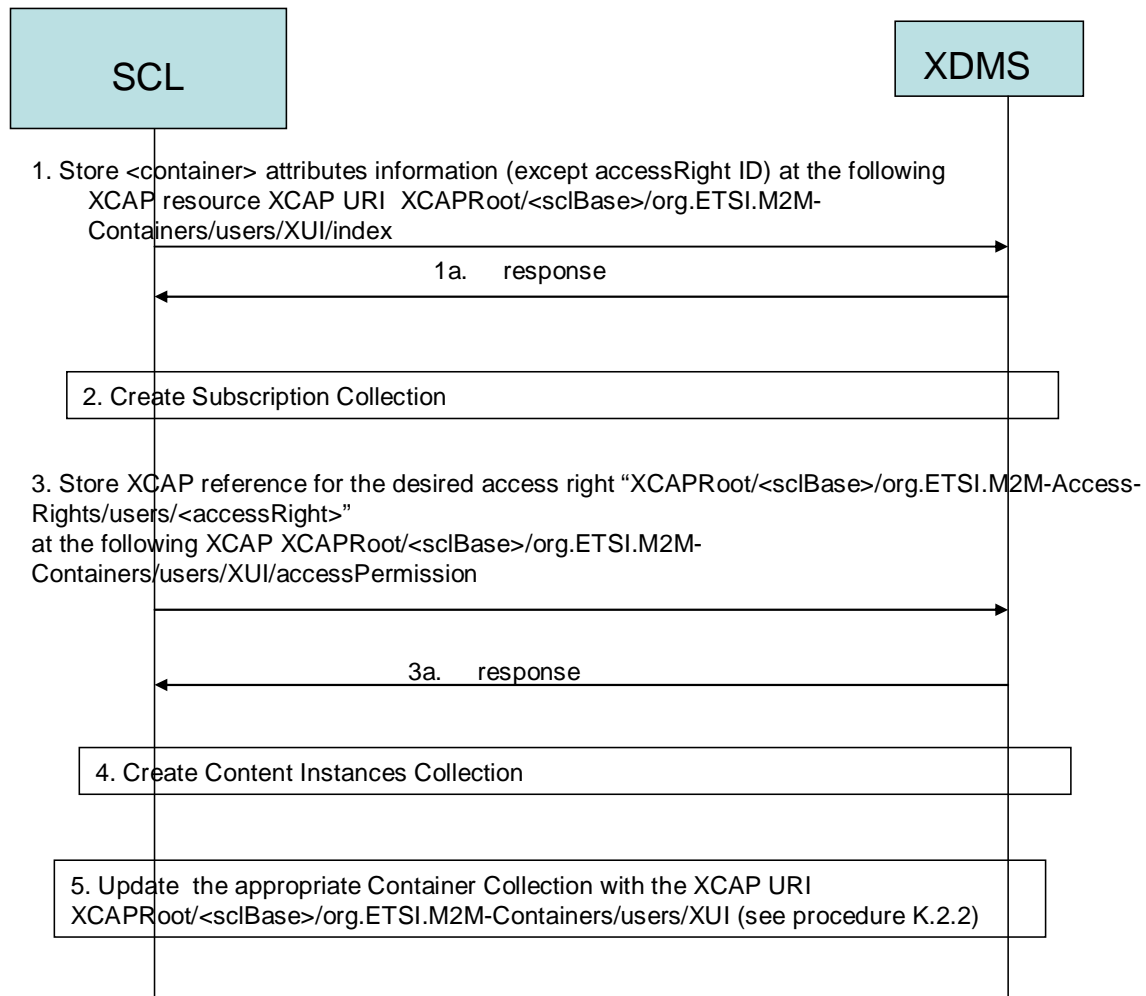 SCL
XDMS
1. Store <container> attributes information (except accessRight ID) at the following
XCAP resource XCAP URI XCAPRoot/<sclBase>/org.ETSI.M2M-
Containers/users/XUI/index
1a. response
2. Create Subscription Collection
3. Store XCAP reference for the desired access right “XCAPRoot/<sclBase>/org.ETSI.M2M-Access-
Rights/users/<accessRight>”
at the following XCAP XCAPRoot/<sclBase>/org.ETSI.M2M-
Containers/users/XUI/accessPermission
3a. response
4. Create Content Instances Collection
5. Update the appropriate Container Collection with the XCAP URI
XCAPRoot/<sclBase>/org.ETSI.M2M-Containers/users/XUI (see procedure K.2.2)